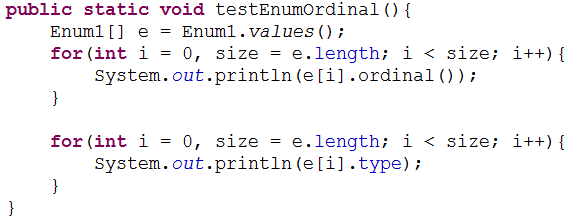 public static void testEnumOrdinal(){
    Enum1[] e = Enum1.values();
    for(int i = 0, size = e.length; i < size; i++){
        System.out.println(e[i].ordinal());
    }

    for(int i = 0, size = e.length; i < size; i++){
        System.out.println(e[i].type);
    }
}